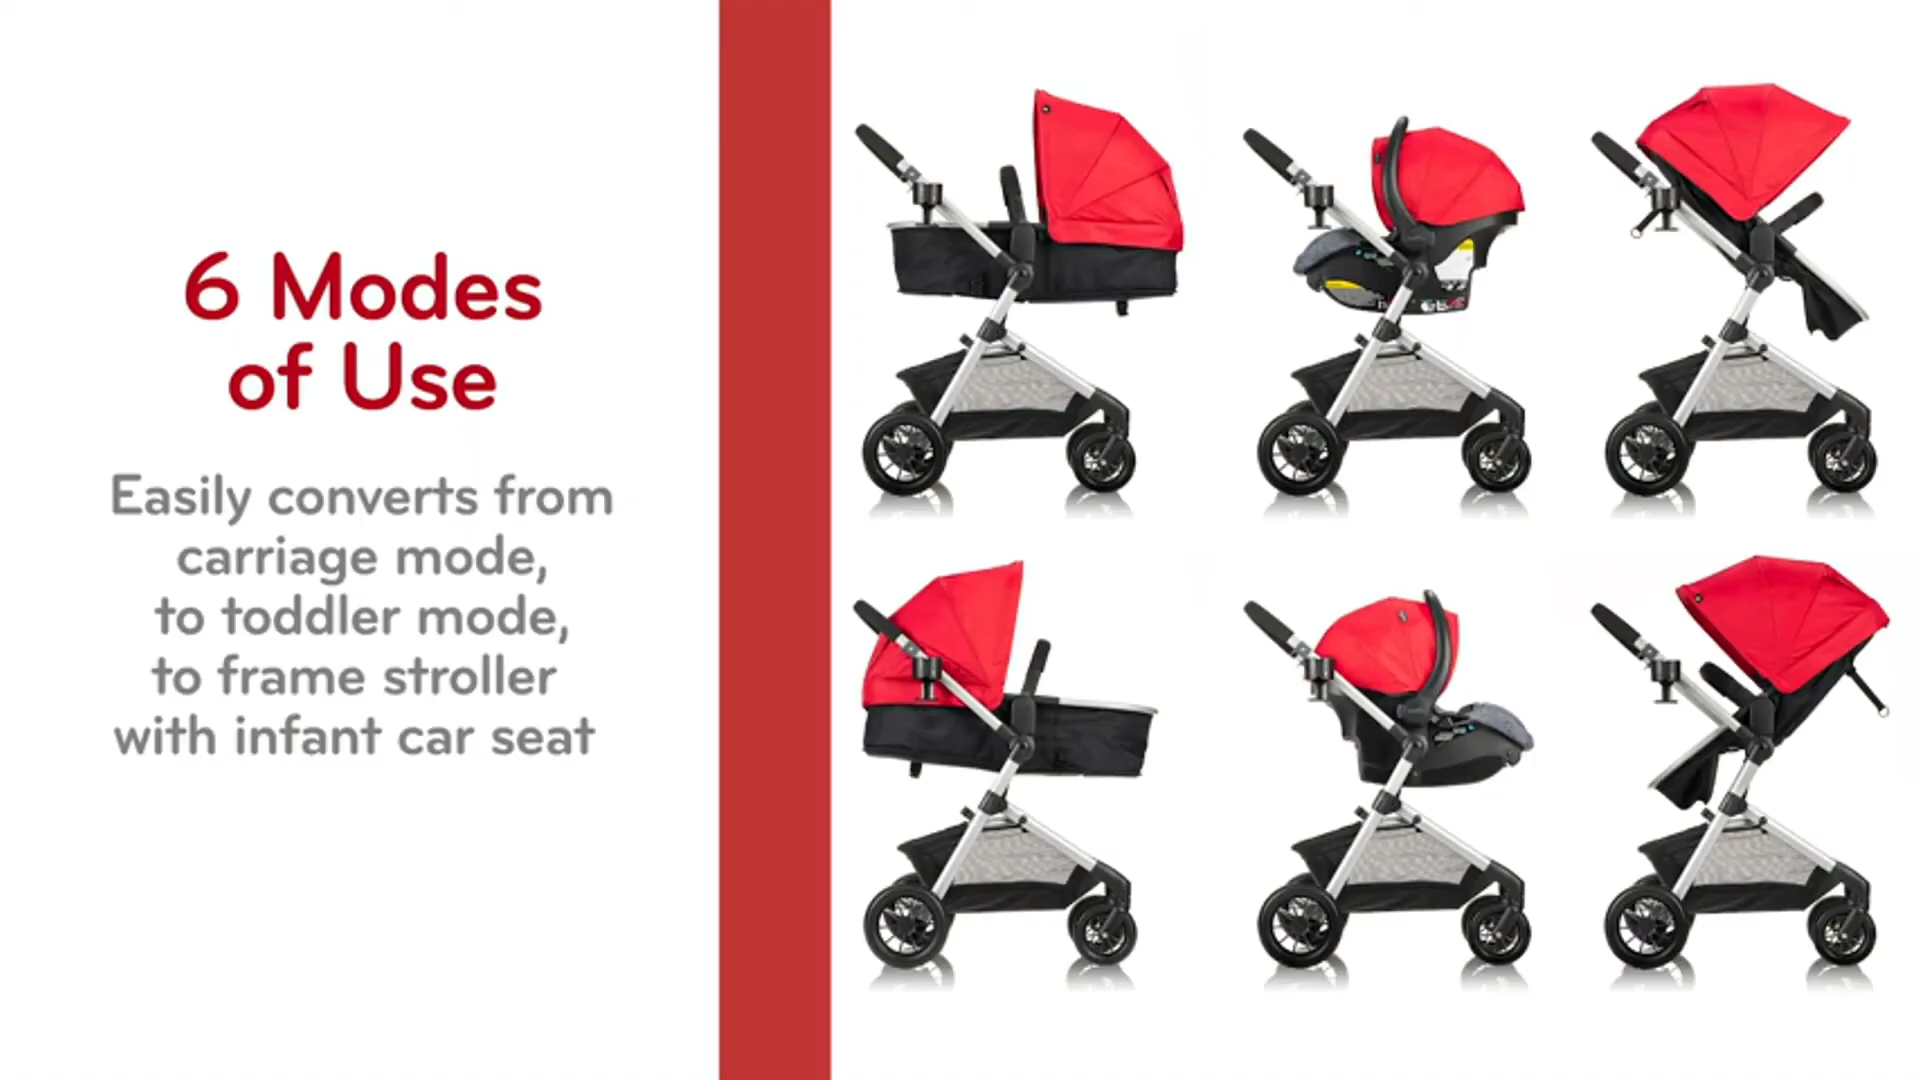 6 Modes
of Use
Easily converts from
carriage mode,
to toddler mode,
to frame stroller
with infant car seat